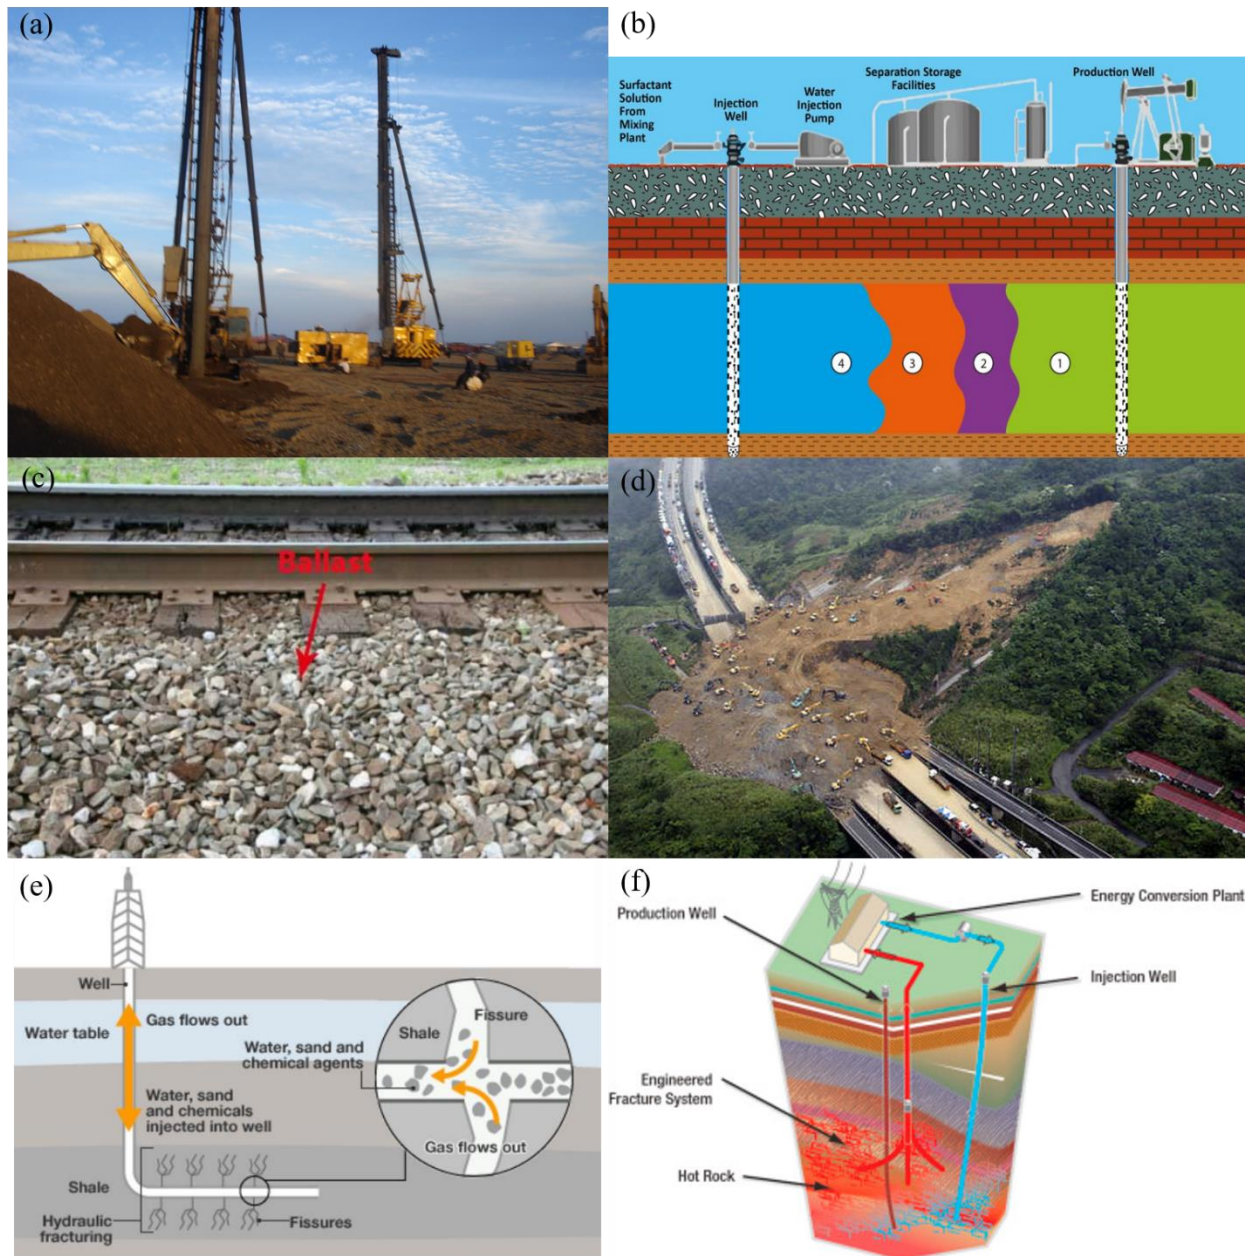 (a)
(b)
Surfactant
Solution
From
Mixing
Plant
Injection
Well
Water
Injection
Pump
Separation Storage
Facilities
Production Well
4
3
2
1
(c)
Ballast
(d)
(e)
Well
Water table
Gas flows out
Water, sand
and chemicals
injected into well
Shale
Hydraulic
fracturing
Fissures
Shale
Fissure
Water, sand and
chemical agents
Gas flows out
(f)
Production Well
Energy Conversion Plant
Injection Well
Engineered
Fracture System
Hot Rock